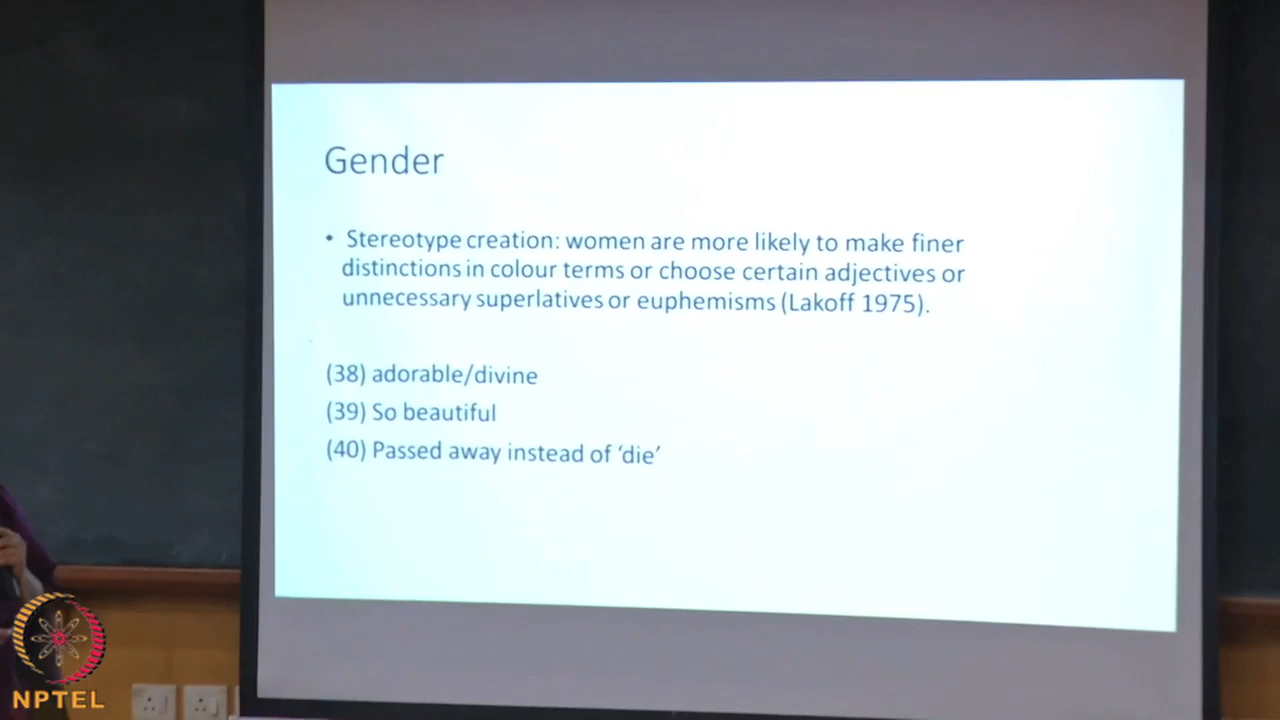 Gender
• Stereotype creation: women are more likely to make finer
distinctions in colour terms or choose certain adjectives or
unnecessary superlatives or euphemisms (Lakoff 1975).
(38) adorable/divine
(39) So beautiful
(40) Passed away instead of ‘die’
NPTEL